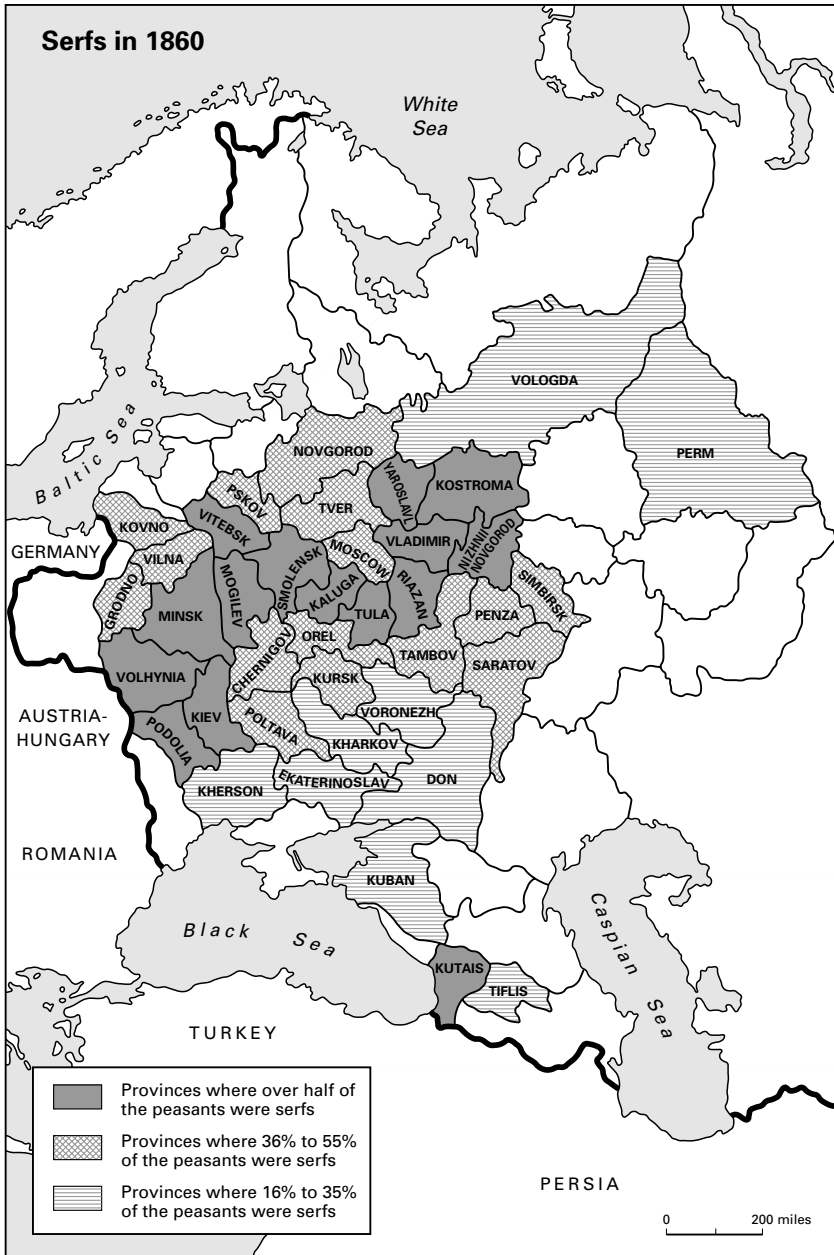 Serfs in 1860
White
Sea
VOLOGDA
PERM
Baltic Sea
NOVGOROD
YAROSLAVL
KOSTROMA
PSKOV
TVER
KOVNO
VITEBSK
MOSCOW
VLADIMIR
NIZHNII
NOVGOROD
GERMANY
VILNA
SMOLENSK
SIMBIRSK
GRODNO
MINSK
MOGILEV
KALUGA
TULA
RIAZAN
PENZA
OREL
CHERNIGOV
TAMBOV
SARATOV
VOLHYNIA
KURSK
AUSTRIA-
HUNGARY
PODOLIA
KIEV
POLTAVA
VORONEZH
KHARKOV
KHERSON
EKATERINOSLAV
DON
ROMANIA
KUBAN
Black Sea
Caspian Sea
KUTAIS
TIFLIS
TURKEY
Provinces where over half of
the peasants were serfs
Provinces where 36% to 55%
of the peasants were serfs
Provinces where 16% to 35%
of the peasants were serfs
PERSIA
0 200 miles